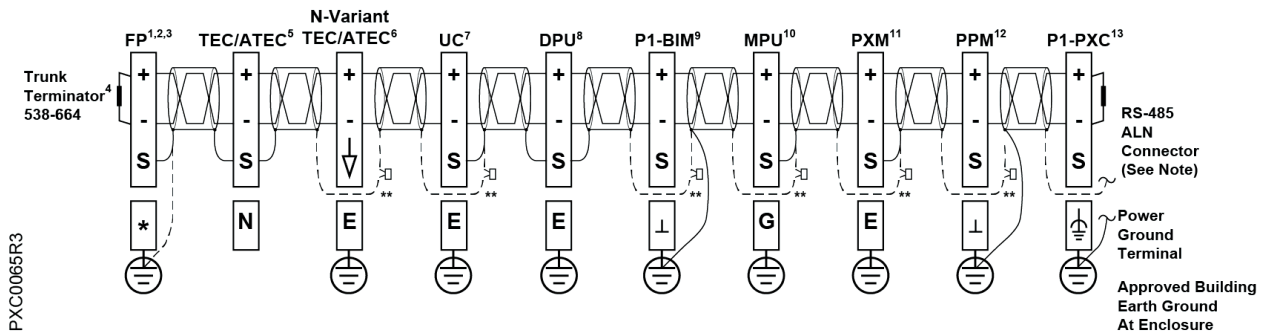 N-Variant
FP1,2,3 TEC/ATEC5 TEC/ATEC6 UC7 DPU8 P1-BIM9 MPU10 PXM11 PPM12 P1-PXC13
Trunk
Terminator4
538-664
+ + + + + + + + + +
- - - - - - - - - -
S S S S S S S S S
** ** ** ** ** **
RS-485
ALN
Connector
(See Note)
* N E E E ⊥ G E ⊥
Power
Ground
Terminal
Approved Building
Earth Ground
At Enclosure
PXC0065R3